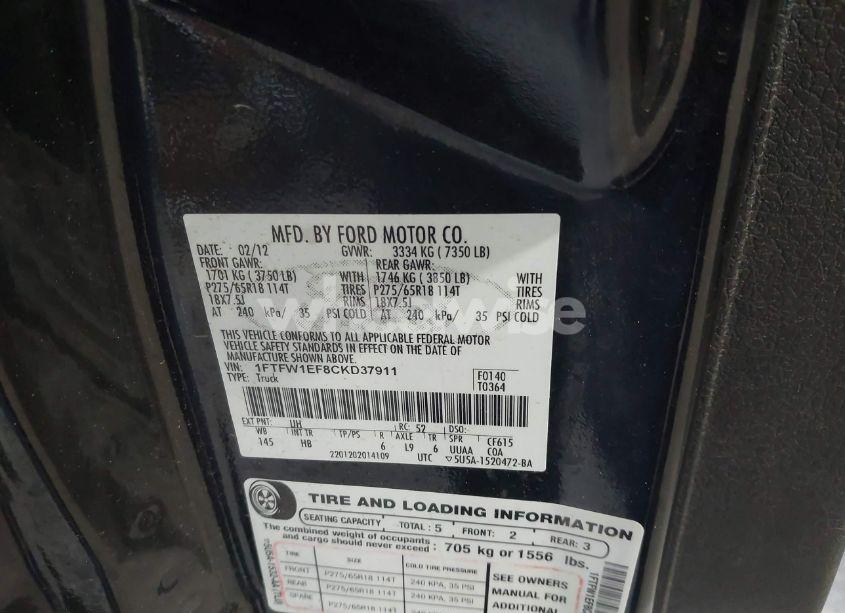 MFD. BY FORD MOTOR CO.
DATE: 02/12 GVWR: 3334 KG (7350 LB)
FRONT GAWR: REAR GAWR:
1701 KG (3750 LB) WITH 1746 KG (3850 LB) WITH
P275/65R18 114T TIRES P275/65R18 114T TIRES
18X7.5J RIMS 18X7.5J RIMS
AT 240 kPa/ 35 PSI COLD AT 240 kPa/ 35 PSI COLD
THIS VEHICLE CONFORMS TO ALL APPLICABLE FEDERAL MOTOR
VEHICLE SAFETY STANDARDS IN EFFECT ON THE DATE OF
MANUFACTURE SHOWN ABOVE.
VIN: 1FTFW1EF8CKD37911
TYPE: Truck
F0140
T0364
EXT PNT: UH RC: 52 DSO:
WB INT TR TP/PS R AXLE TR SPR CF615
145 HB 6 L9 6 UUAA COA
2201202014109 UTC ▽5U5A-1520472-BA
TIRE AND LOADING INFORMATION
SEATING CAPACITY TOTAL: 5 FRONT: 2 REAR: 3
The combined weight of occupants
and cargo should never exceed: 705 kg or 1556 lbs.
TIRE SIZE COLD TIRE PRESSURE
FRONT P275/65R18 114T 240 KPA, 35 PSI
REAR P275/65R18 114T 240 KPA, 35 PSI
SPARE P275/65R18 114T
SEE OWNERS
MANUAL FOR
ADDITIONAL